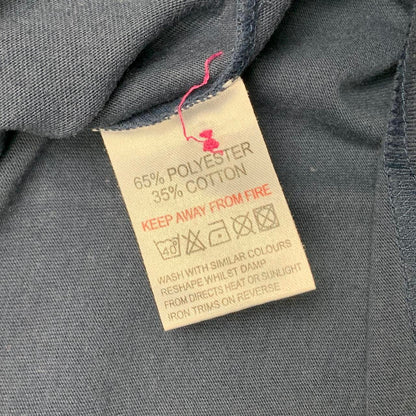 65% POLYESTER
35% COTTON
KEEP AWAY FROM FIRE
40
WASH WITH SIMILAR COLOURS
RESHAPE WHILST DAMP
FROM DIRECTS HEAT OR SUNLIGHT
IRON TRIMS ON REVERSE